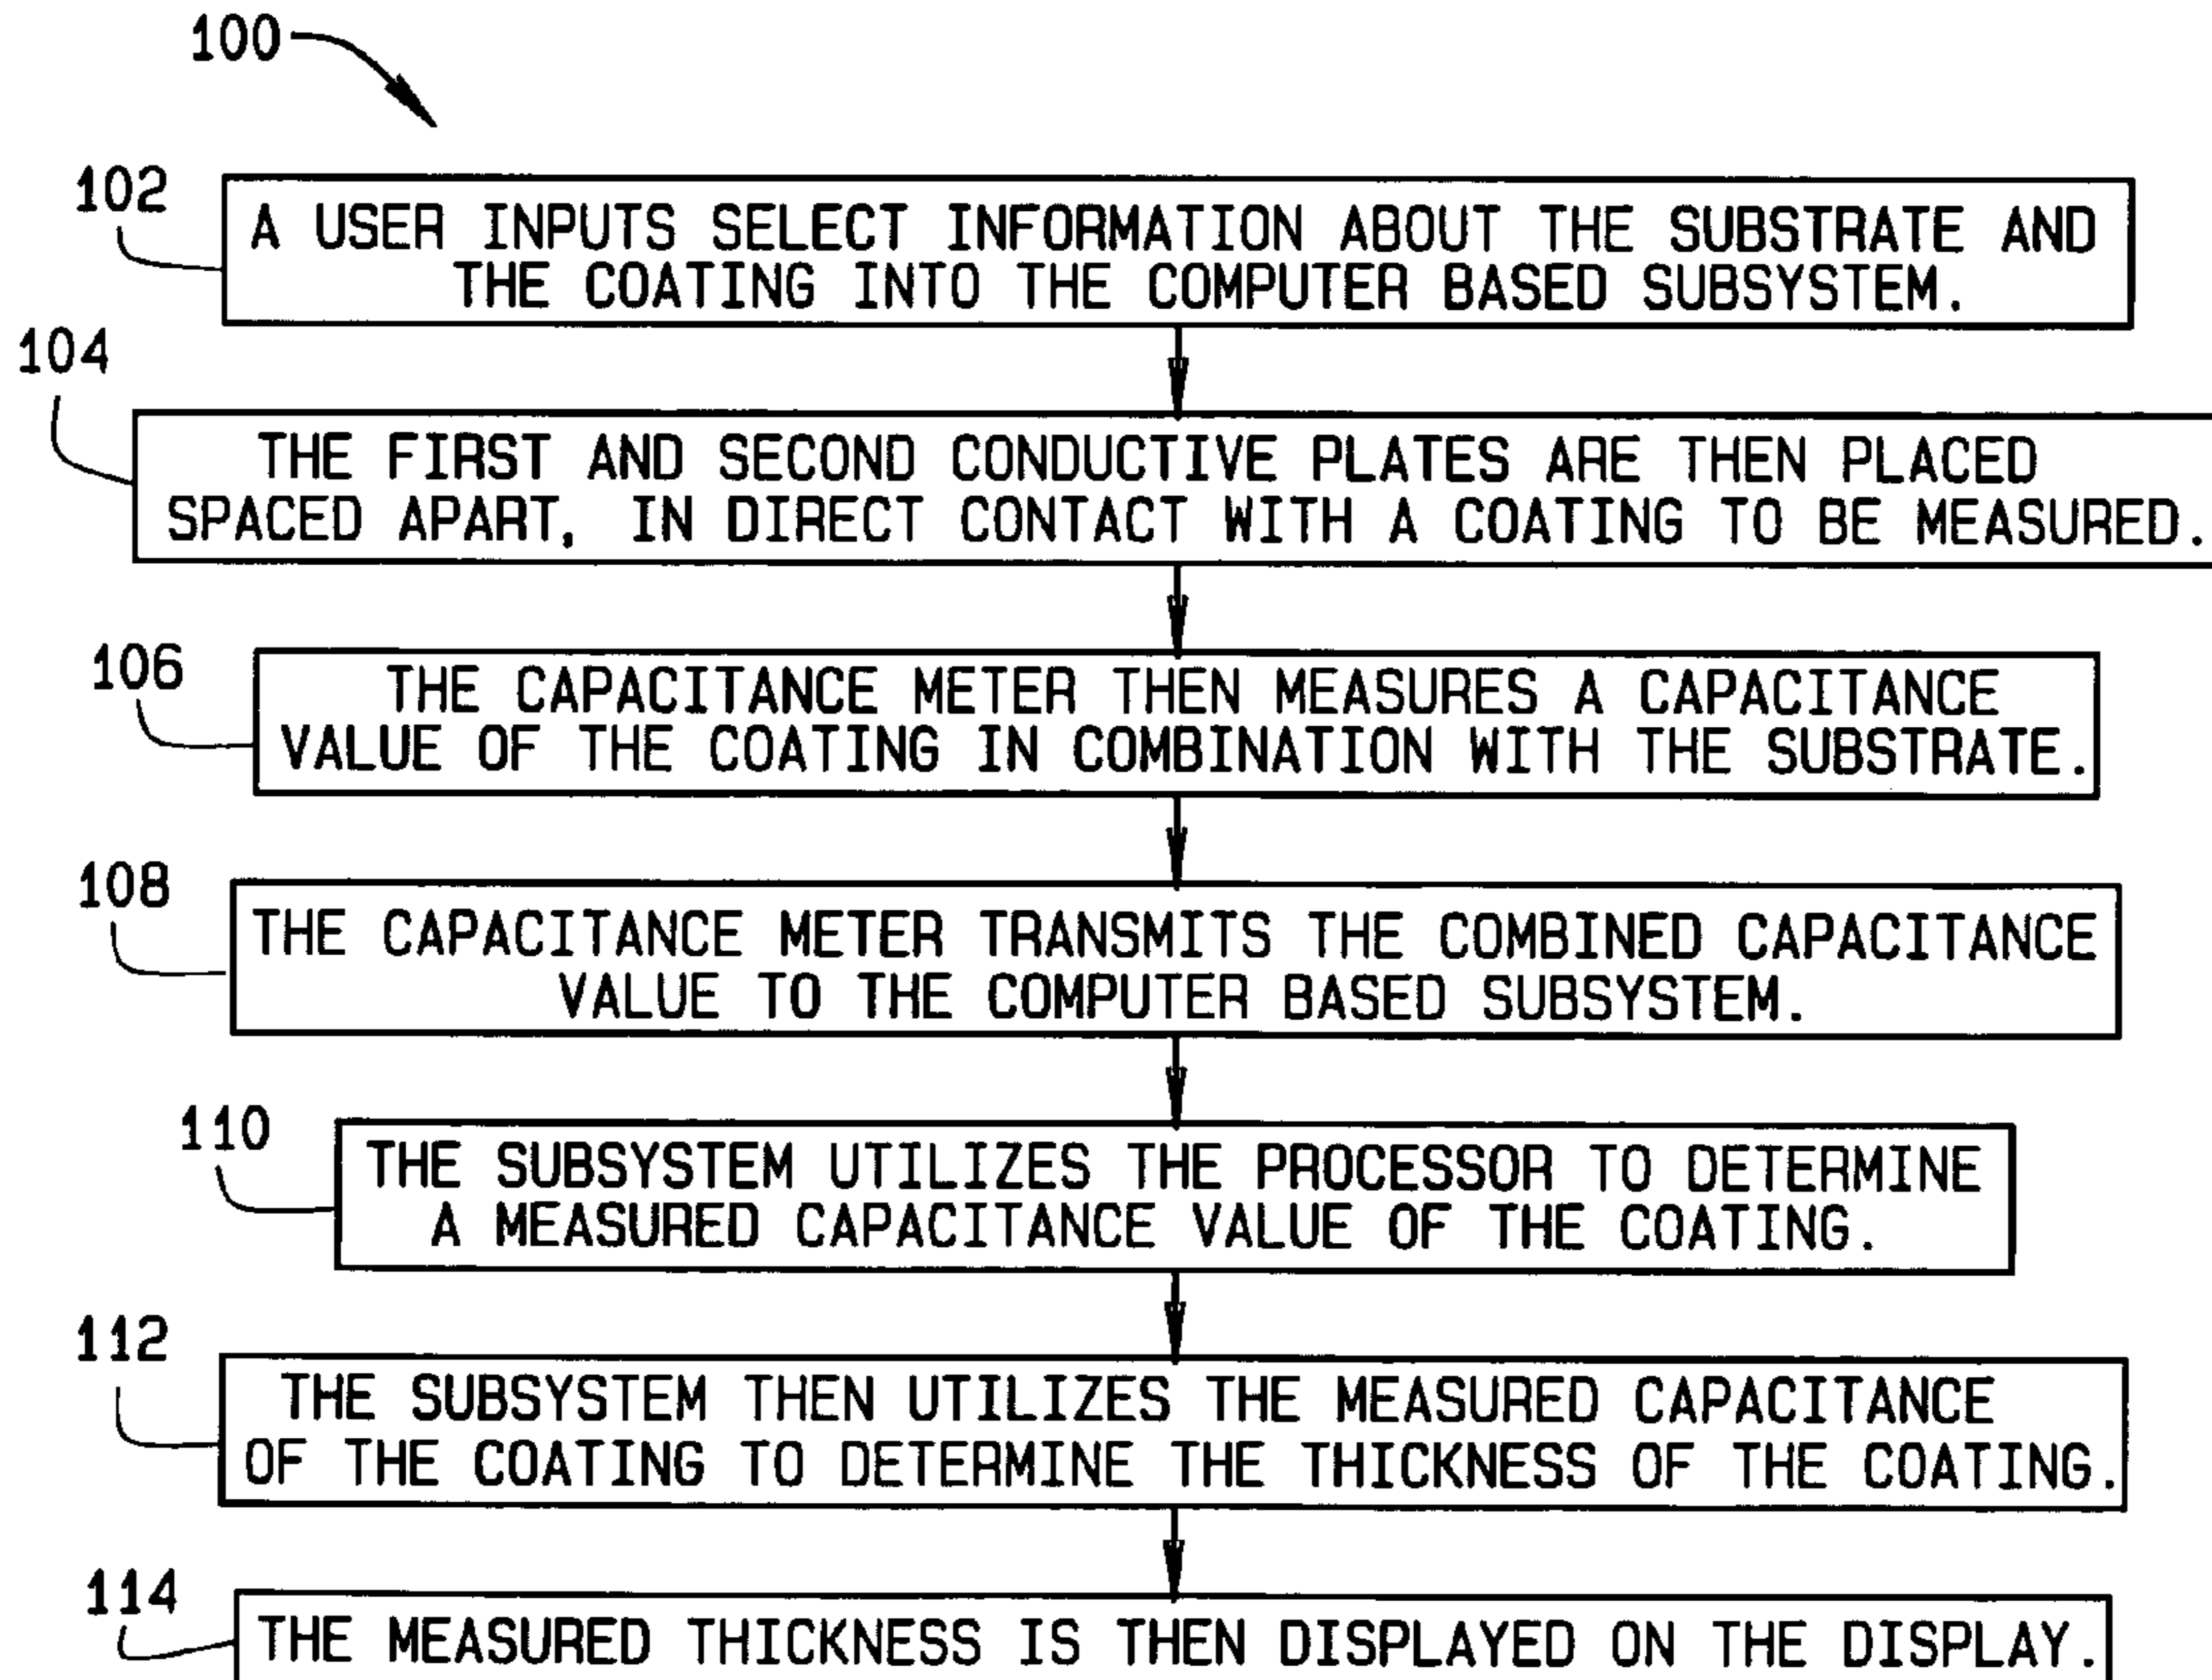 100
102
A USER INPUTS SELECT INFORMATION ABOUT THE SUBSTRATE AND
THE COATING INTO THE COMPUTER BASED SUBSYSTEM.
104
THE FIRST AND SECOND CONDUCTIVE PLATES ARE THEN PLACED
SPACED APART, IN DIRECT CONTACT WITH A COATING TO BE MEASURED.
106
THE CAPACITANCE METER THEN MEASURES A CAPACITANCE
VALUE OF THE COATING IN COMBINATION WITH THE SUBSTRATE.
108
THE CAPACITANCE METER TRANSMITS THE COMBINED CAPACITANCE
VALUE TO THE COMPUTER BASED SUBSYSTEM.
110
THE SUBSYSTEM UTILIZES THE PROCESSOR TO DETERMINE
A MEASURED CAPACITANCE VALUE OF THE COATING.
112
THE SUBSYSTEM THEN UTILIZES THE MEASURED CAPACITANCE
OF THE COATING TO DETERMINE THE THICKNESS OF THE COATING.
114
THE MEASURED THICKNESS IS THEN DISPLAYED ON THE DISPLAY.